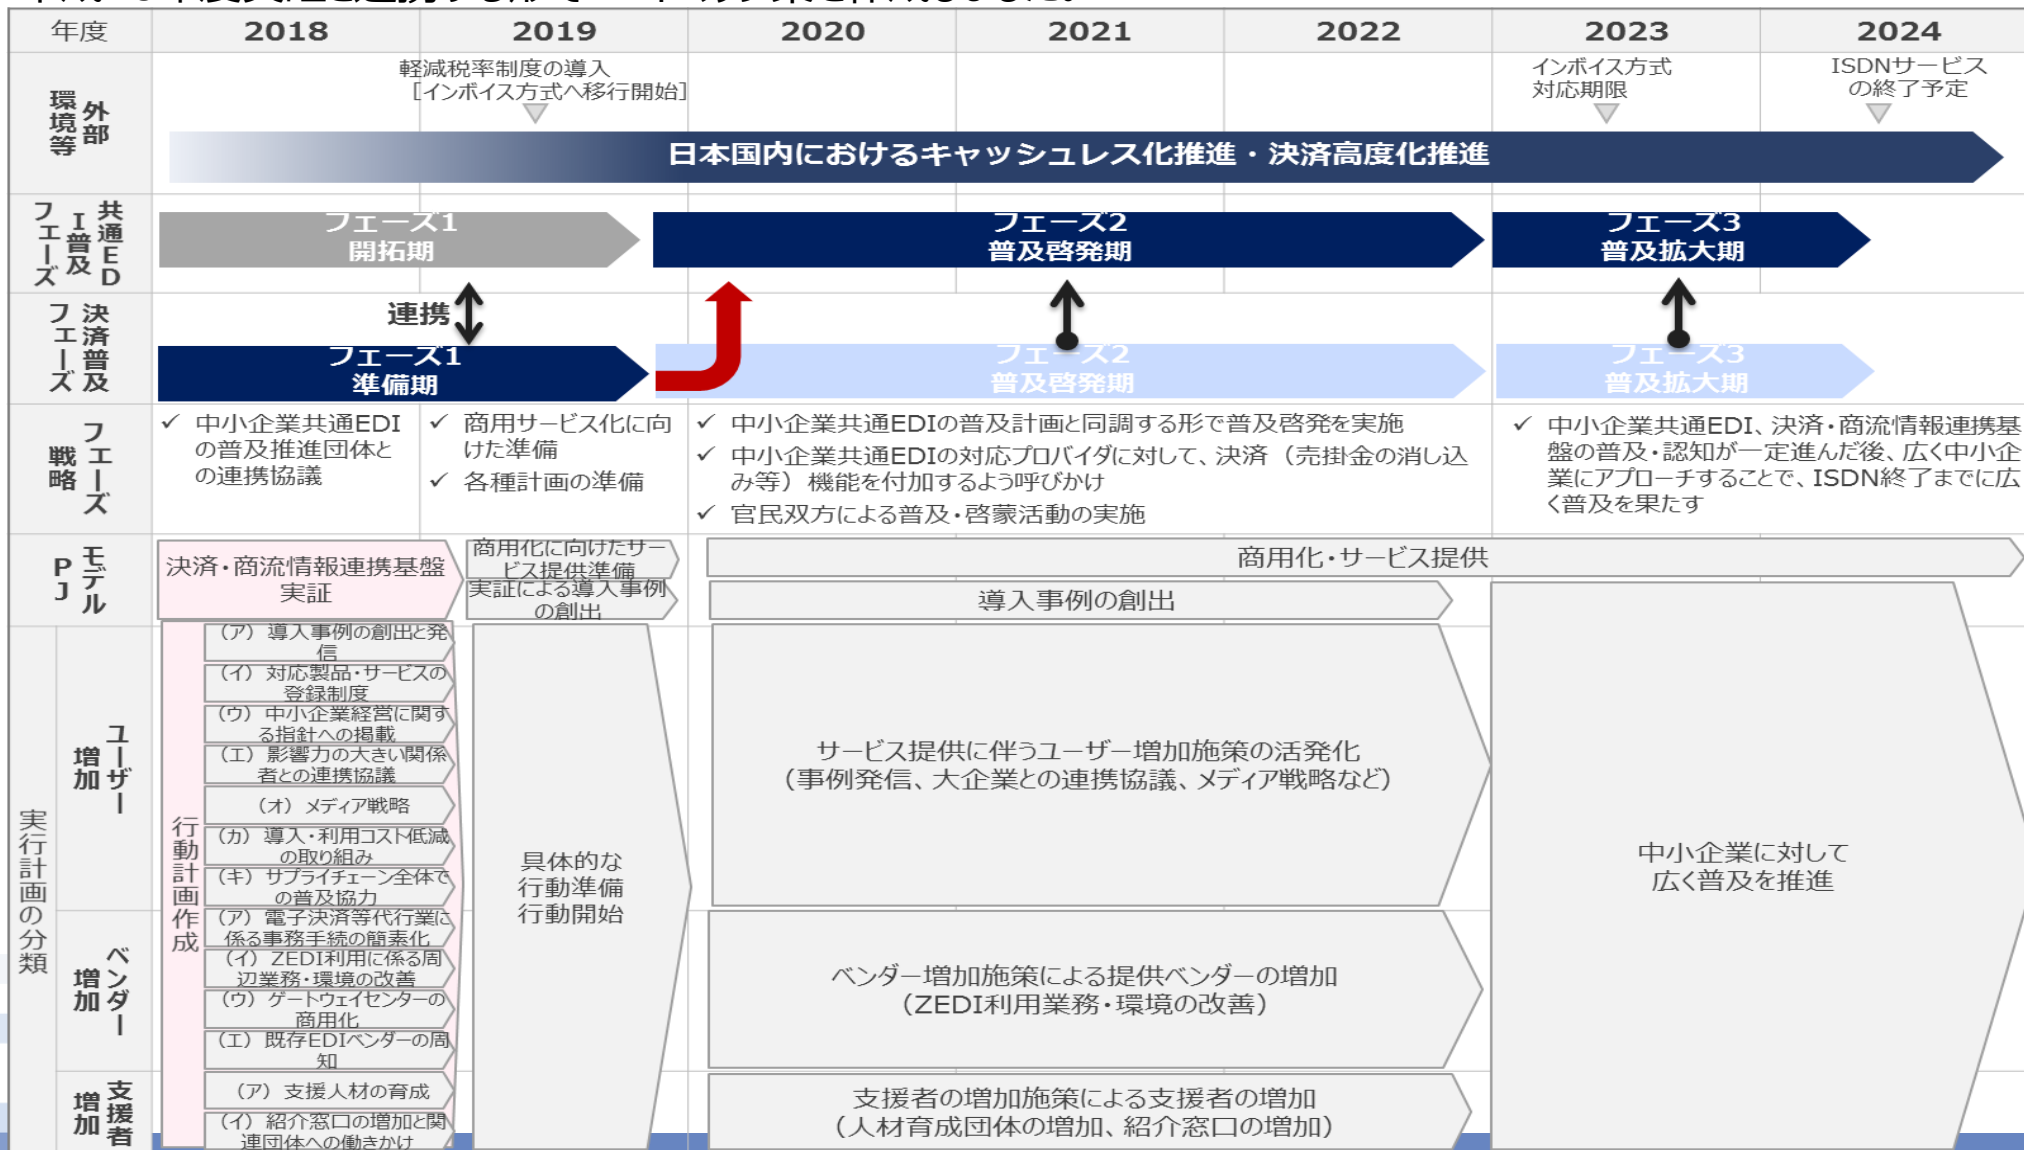 年度
2018
2019
2020
2021
2022
2023
2024
外部
環境等
軽減税率制度の導入
[インボイス方式へ移行開始]
インボイス方式
対応期限
ISDNサービス
の終了予定
日本国内におけるキャッシュレス化推進・決済高度化推進
共通ED
I普及
フェーズ
フェーズ1
開拓期
フェーズ2
普及啓発期
フェーズ3
普及拡大期
連携
決済普及
フェーズ
フェーズ1
準備期
フェーズ2
普及啓発期
フェーズ3
普及拡大期
フェーズ
戦略
✓ 中小企業共通EDI
の普及推進団体と
の連携協議
✓ 商用サービス化に向
けた準備
✓ 各種計画の準備
✓ 中小企業共通EDIの普及計画と同調する形で普及啓発を実施
✓ 中小企業共通EDIの対応プロバイダに対して、決済（売掛金の消し込
み等）機能を付加するよう呼びかけ
✓ 官民双方による普及・啓蒙活動の実施
✓ 中小企業共通EDI、決済・商流情報連携基
盤の普及・認知が一定進んだ後、広く中小企
業にアプローチすることで、ISDN終了までに広
く普及を果たす
モデル
PJ
決済・商流情報連携基盤
実証
商用化に向けたサー
ビス提供準備
実証による導入事例
の創出
商用化・サービス提供
導入事例の創出
実行計画の分類
ユーザー
増加
ベンダー
増加
支援者
増加
行動計画作成
（ア）導入事例の創出と発
信
（イ）対応製品・サービスの
登録制度
（ウ）中小企業経営に関す
る指針への掲載
（エ）影響力の大きい関係
者との連携協議
（オ）メディア戦略
（カ）導入・利用コスト低減
の取り組み
（キ）サプライチェーン全体で
の普及協力
（ア）電子決済等代行業に
係る事務手続の簡素化
（イ）ZEDI利用に係る周
辺業務・環境の改善
（ウ）ゲートウェイセンターの
商用化
（エ）既存EDIベンダーの周
知
（ア）支援人材の育成
（イ）紹介窓口の増加と関
連団体への働きかけ
具体的な
行動準備
行動開始
サービス提供に伴うユーザー増加施策の活発化
（事例発信、大企業との連携協議、メディア戦略など）
ベンダー増加施策による提供ベンダーの増加
（ZEDI利用業務・環境の改善）
支援者の増加施策による支援者の増加
（人材育成団体の増加、紹介窓口の増加）
中小企業に対して
広く普及を推進